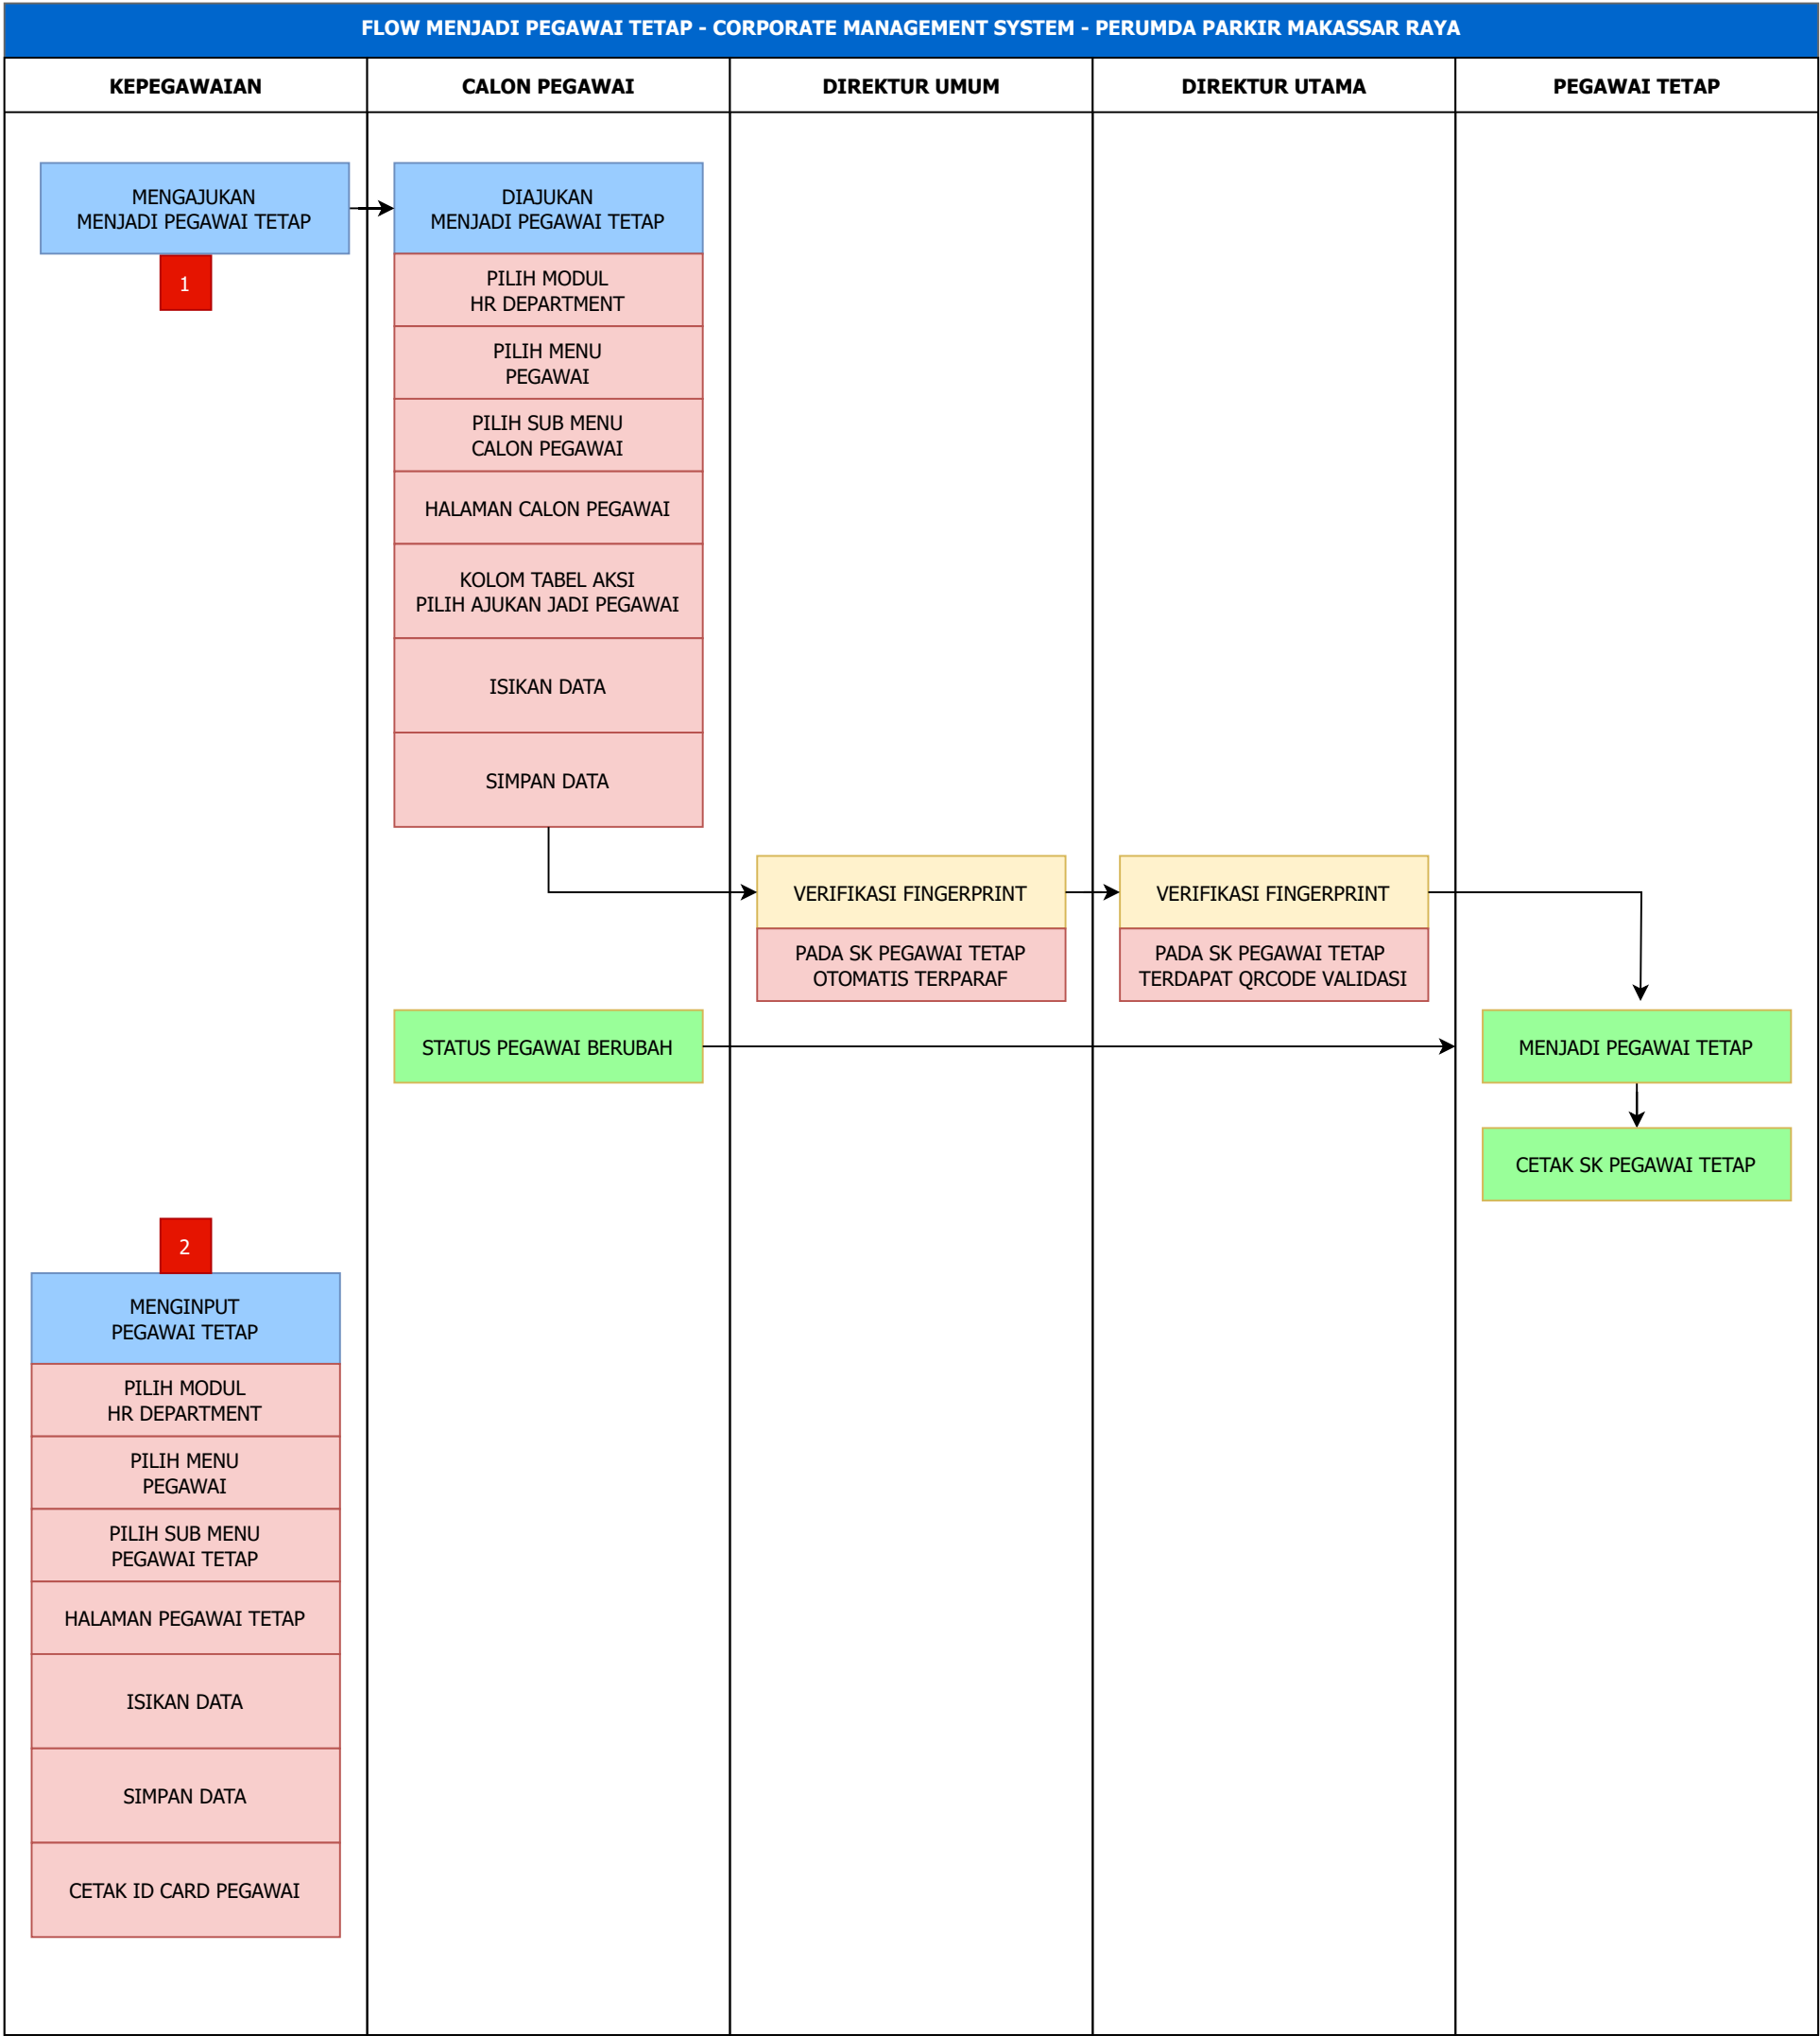 FLOW MENJADI PEGAWAI TETAP - CORPORATE MANAGEMENT SYSTEM - PERUMDA PARKIR MAKASSAR RAYA
KEPEGAWAIAN
CALON PEGAWAI
DIREKTUR UMUM
DIREKTUR UTAMA
PEGAWAI TETAP
MENGAJUKAN
MENJADI PEGAWAI TETAP
1
DIAJUKAN
MENJADI PEGAWAI TETAP
PILIH MODUL
HR DEPARTMENT
PILIH MENU
PEGAWAI
PILIH SUB MENU
CALON PEGAWAI
HALAMAN CALON PEGAWAI
KOLOM TABEL AKSI
PILIH AJUKAN JADI PEGAWAI
ISIKAN DATA
SIMPAN DATA
VERIFIKASI FINGERPRINT
PADA SK PEGAWAI TETAP
OTOMATIS TERPARAF
VERIFIKASI FINGERPRINT
PADA SK PEGAWAI TETAP
TERDAPAT QRCODE VALIDASI
STATUS PEGAWAI BERUBAH
MENJADI PEGAWAI TETAP
CETAK SK PEGAWAI TETAP
2
MENGINPUT
PEGAWAI TETAP
PILIH MODUL
HR DEPARTMENT
PILIH MENU
PEGAWAI
PILIH SUB MENU
PEGAWAI TETAP
HALAMAN PEGAWAI TETAP
ISIKAN DATA
SIMPAN DATA
CETAK ID CARD PEGAWAI